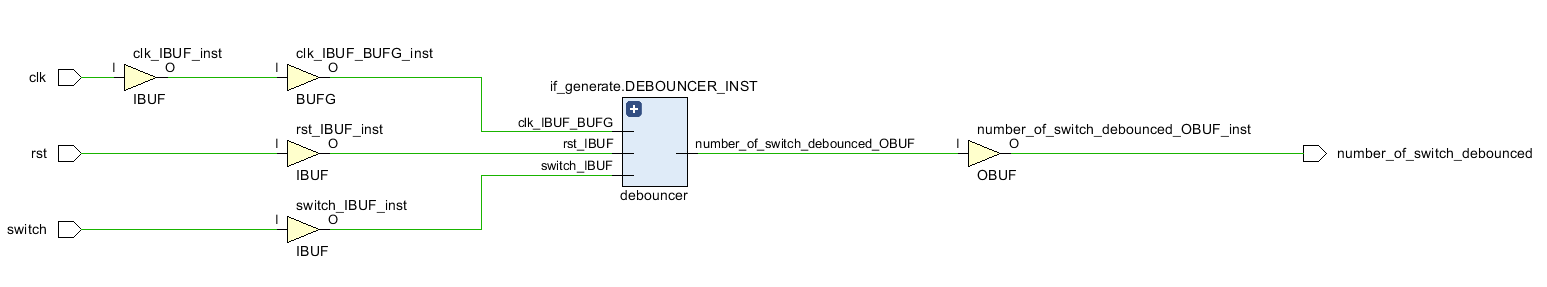 clk_IBUF_inst
clk_IBUF_BUFG_inst
I
O
I
O
clk
IBUF
BUFG
if_generate.DEBOUNCER_INST
clk_IBUF_BUFG
rst_IBUF_inst
number_of_switch_debounced_OBUF_inst
I
O
rst_IBUF
number_of_switch_debounced_OBUF
I
O
rst
number_of_switch_debounced
switch_IBUF
IBUF
OBUF
debouncer
switch_IBUF_inst
I
O
switch
IBUF